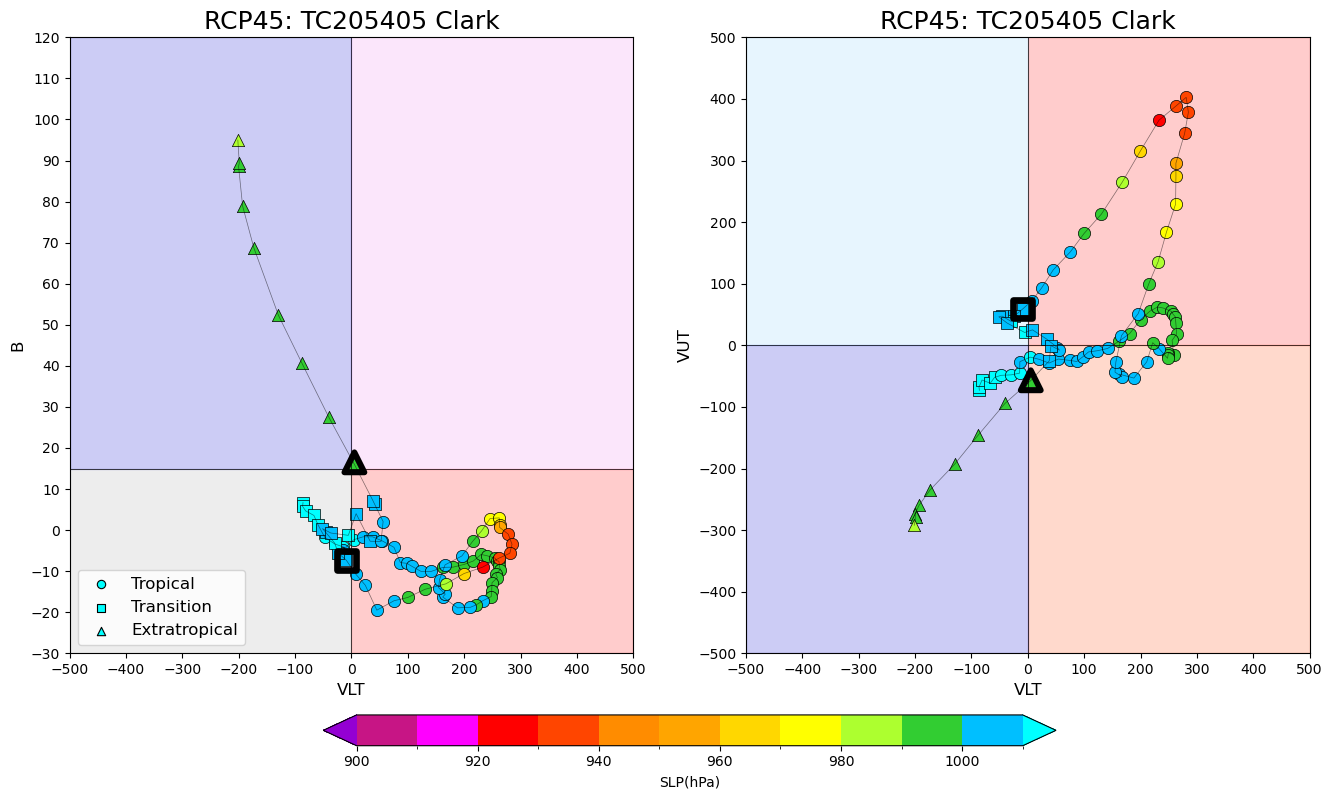 RCP45: TC205405 Clark
120
110
100
90
80
70
60
50
40
30
20
10
0
−10
−20
−30
B
−500 −400 −300 −200 −100 0 100 200 300 400 500
VLT
Tropical
Transition
Extratropical
RCP45: TC205405 Clark
500
400
300
200
100
0
−100
−200
−300
−400
−500
VUT
−500 −400 −300 −200 −100 0 100 200 300 400 500
VLT
900 920 940 960 980 1000
SLP(hPa)